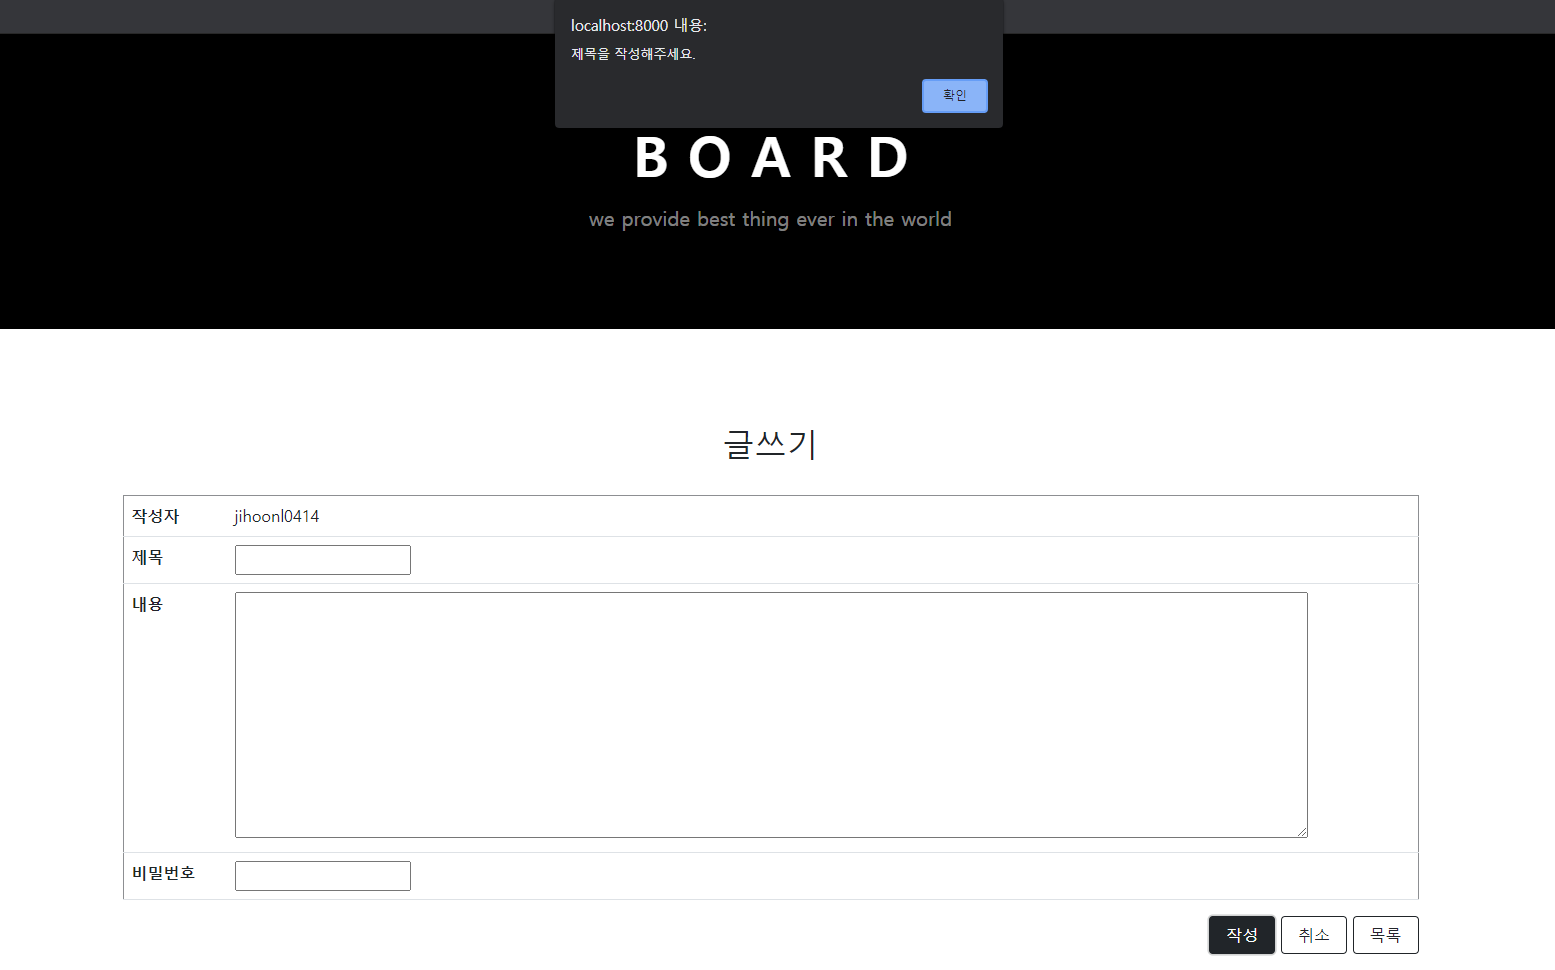 localhost:8000 내용:
제목을 작성해주세요.
확인
BOARD
we provide best thing ever in the world
글쓰기
작성자 jihoonl0414
제목
내용
비밀번호
작성 취소 목록